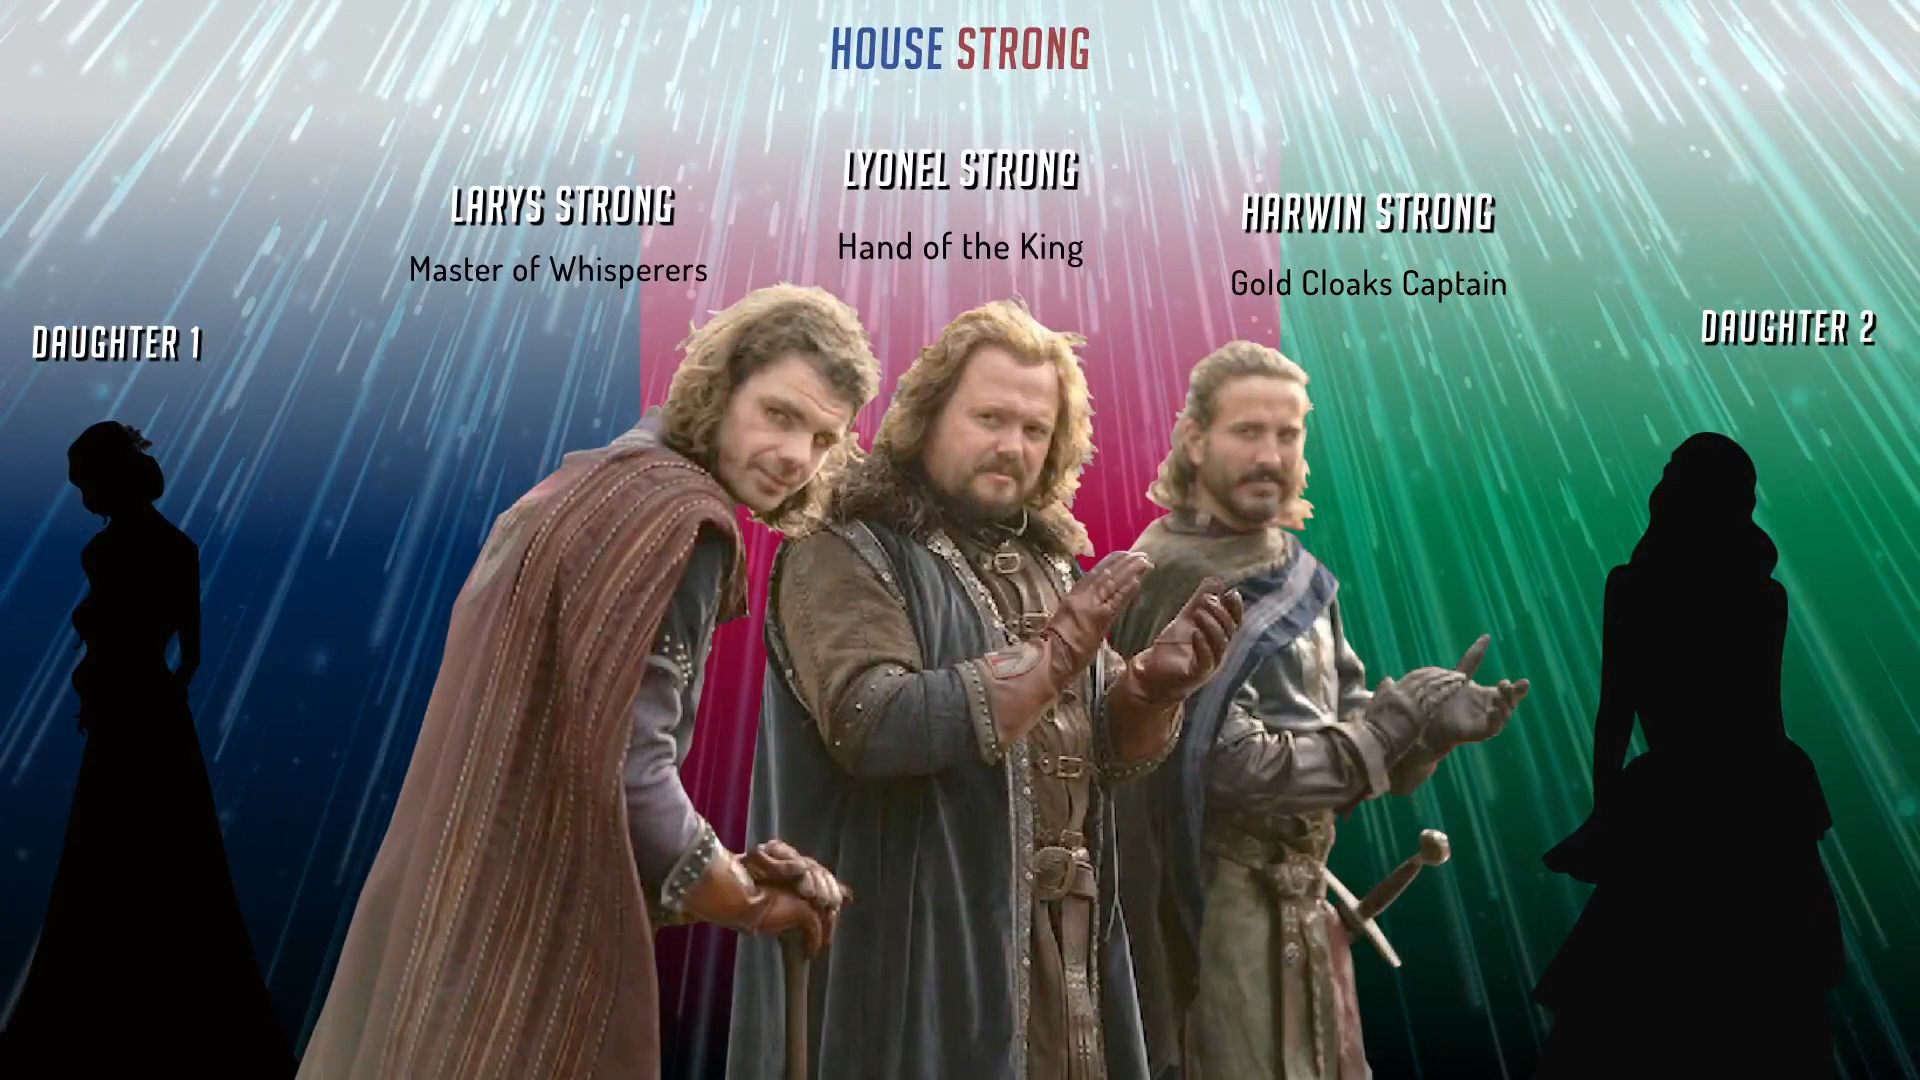 HOUSE STRONG
LYONEL STRONG
Hand of the King
LARYS STRONG
Master of Whisperers
HARWIN STRONG
Gold Cloaks Captain
DAUGHTER 1
DAUGHTER 2